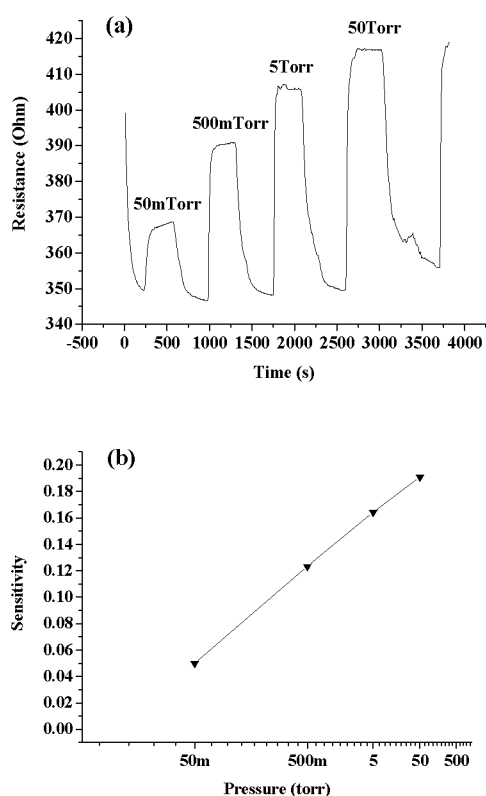 (a)
420
410
400
390
380
370
360
350
340
50mTorr
500mTorr
5Torr
50Torr
Resistance (Ohm)
-500 0 500 1000 1500 2000 2500 3000 3500 4000
Time (s)
(b)
0.20
0.18
0.16
0.14
0.12
0.10
0.08
0.06
0.04
0.02
0.00
Sensitivity
50m 500m 5 50 500
Pressure (torr)